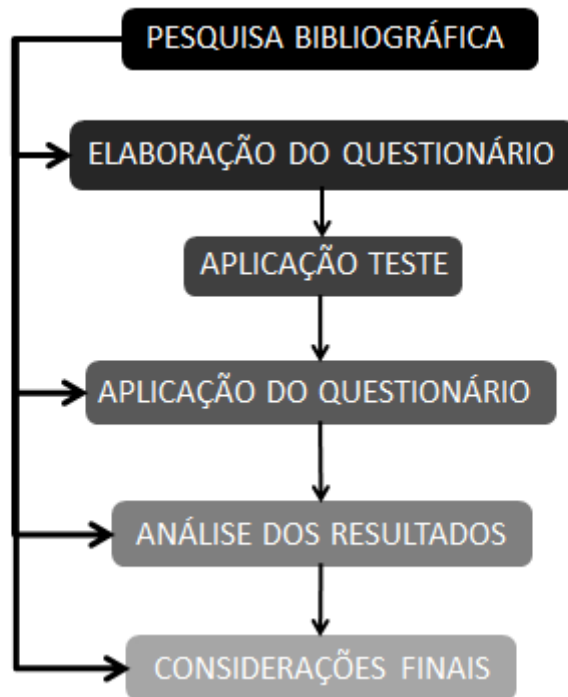 PESQUISA BIBLIOGRÁFICA
ELABORAÇÃO DO QUESTIONÁRIO
APLICAÇÃO TESTE
APLICAÇÃO DO QUESTIONÁRIO
ANÁLISE DOS RESULTADOS
CONSIDERAÇÕES FINAIS